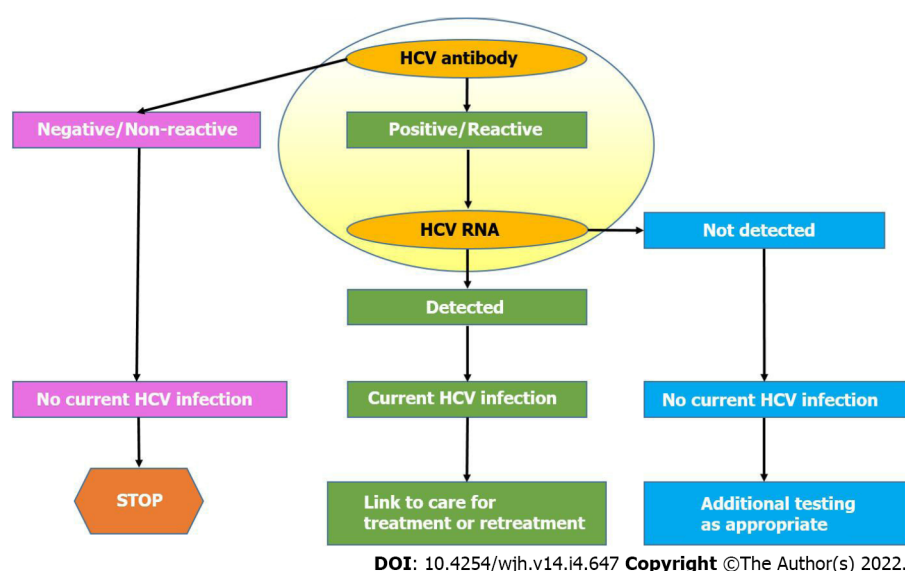 HCV antibody
Negative/Non-reactive
Positive/Reactive
HCV RNA
Not detected
Detected
No current HCV infection
Current HCV infection
No current HCV infection
STOP
Link to care for
treatment or retreatment
Additional testing
as appropriate
DOI: 10.4254/wjh.v14.i4.647 Copyright ©The Author(s) 2022.